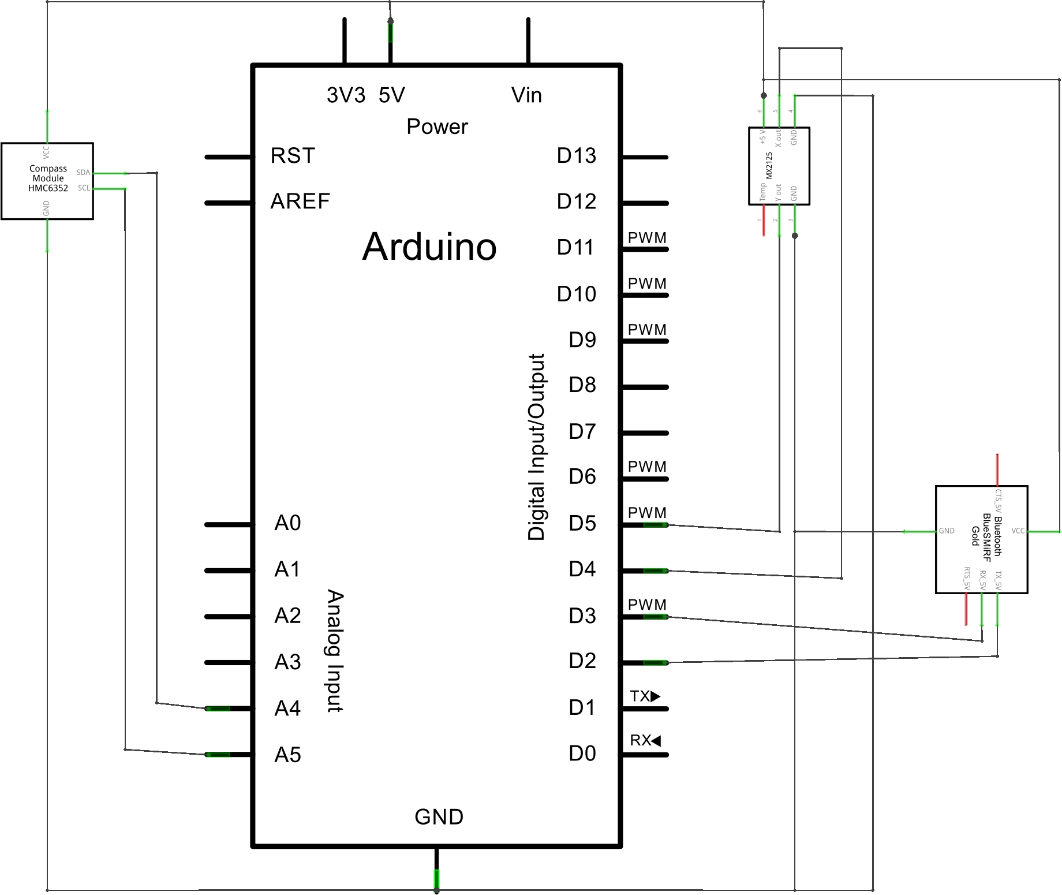 3V3 5V Vin
Power
RST
AREF
Arduino
D13
D12
PWM
D11
PWM
D10
PWM
D9
D8
D7
PWM
D6
PWM
D5
D4
PWM
D3
D2
TX
D1
RX
D0
Digital Input/Output
A0
A1
A2
A3
A4
A5
Analog Input
GND
VCC
Compass
Module
HMC6352
SDA
SCL
GND
+5 V
X out
GND
MX2125
Temp
Y out
GND
CTS_5V
Bluetooth
BlueSMIRF
Gold
GND
VCC
RTS_5V
RX_5V
TX_5V